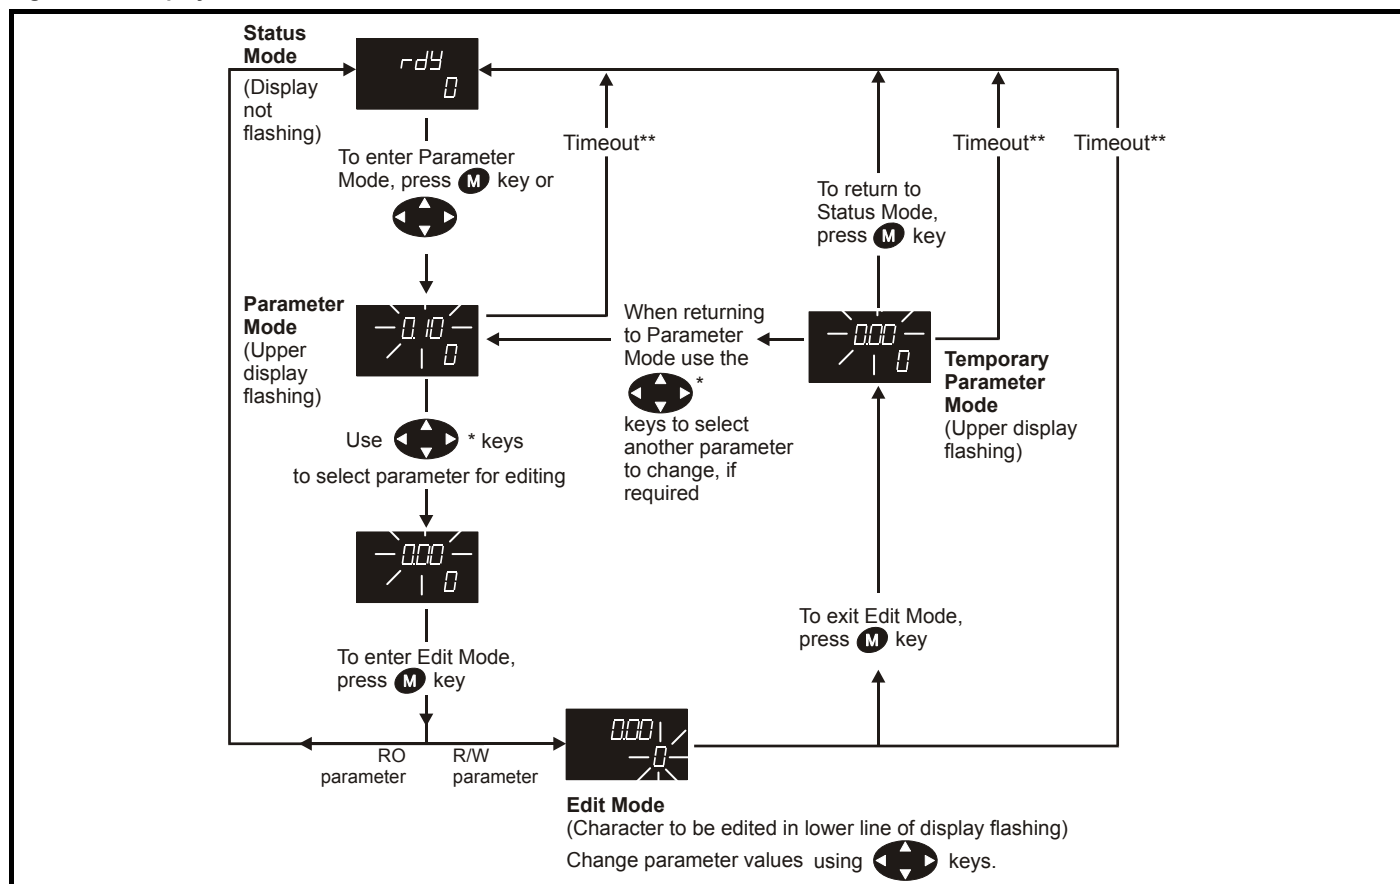 Status
Mode
(Display
not
flashing)
rdY
0
To enter Parameter
Mode, press M key or
Timeout**
Timeout**
Timeout**
To return to
Status Mode,
press M key
Parameter
Mode
(Upper
display
flashing)
0.10
0
When returning
to Parameter
Mode use the
*
keys to select
another parameter
to change, if
required
0.00
0
Temporary
Parameter
Mode
(Upper display
flashing)
Use * keys
to select parameter for editing
0.00
0
To exit Edit Mode,
press M key
To enter Edit Mode,
press M key
RO
parameter
R/W
parameter
0.00
0
Edit Mode
(Character to be edited in lower line of display flashing)
Change parameter values using keys.